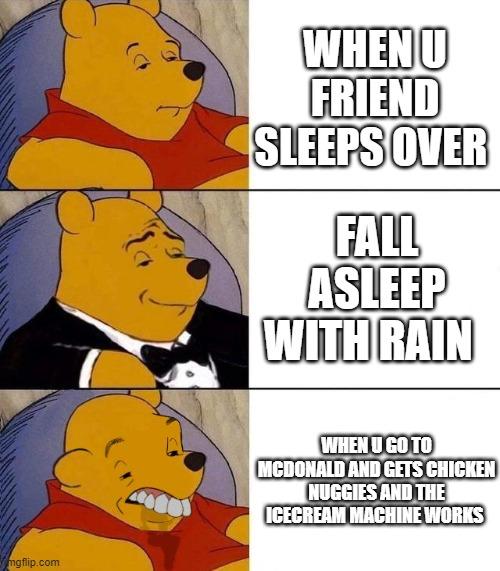 WHEN U
FRIEND
SLEEPS OVER
FALL
ASLEEP
WITH RAIN
WHEN U GO TO
MCDONALD AND GETS CHICKEN
NUGGIES AND THE
ICECREAM MACHINE WORKS
imgflip.com